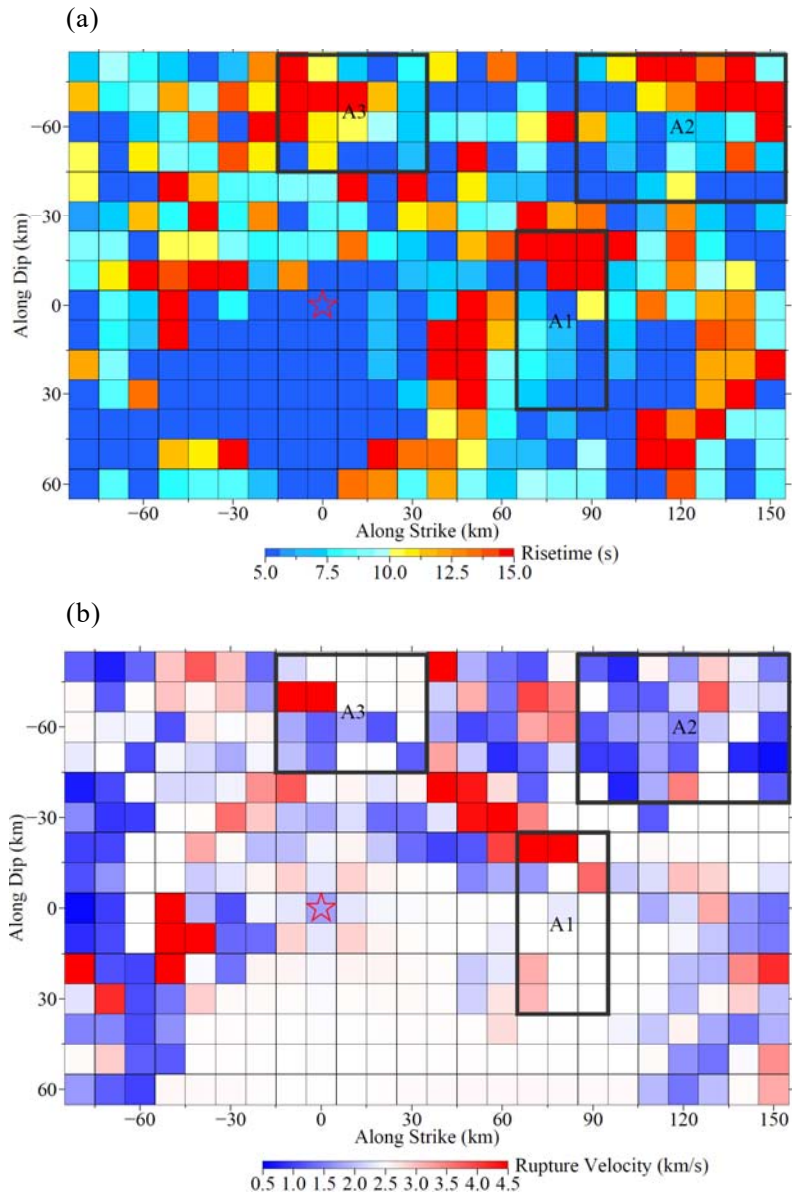 (a)
A3
A2
−60
30
A1
0
30
60
Along Dip (km)
−60 −30 0 30 60 90 120 150
Along Strike (km)
5.0 7.5 10.0 12.5 15.0 Risetime (s)
(b)
A3
A2
−60
−30
A1
0
30
60
Along Dip (km)
−60 −30 0 30 60 90 120 150
Along Strike (km)
0.5 1.0 1.5 2.0 2.5 3.0 3.5 4.0 4.5 Rupture Velocity (km/s)